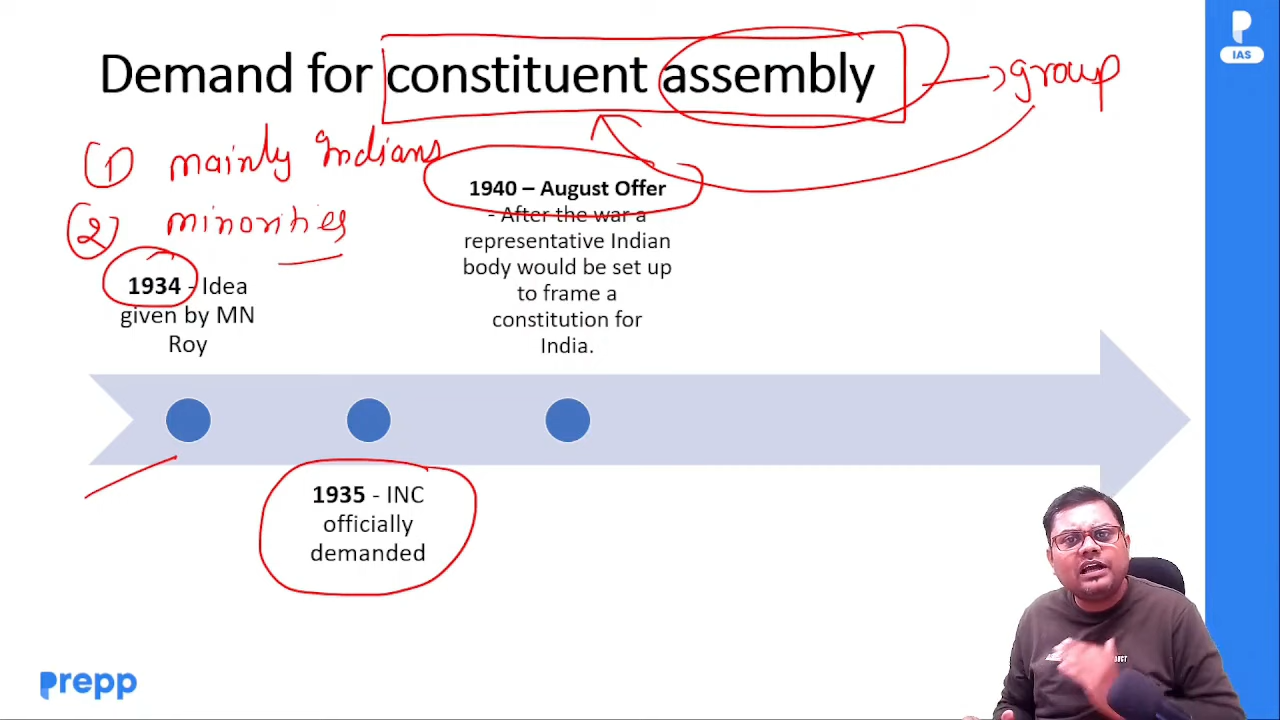 Demand for constituent assembly
group
(1) mainly Indians
(2) minorities
1934 - Idea
given by MN
Roy
1940 – August Offer
- After the war a
representative Indian
body would be set up
to frame a
constitution for
India.
1935 - INC
officially
demanded
prepp
IAS